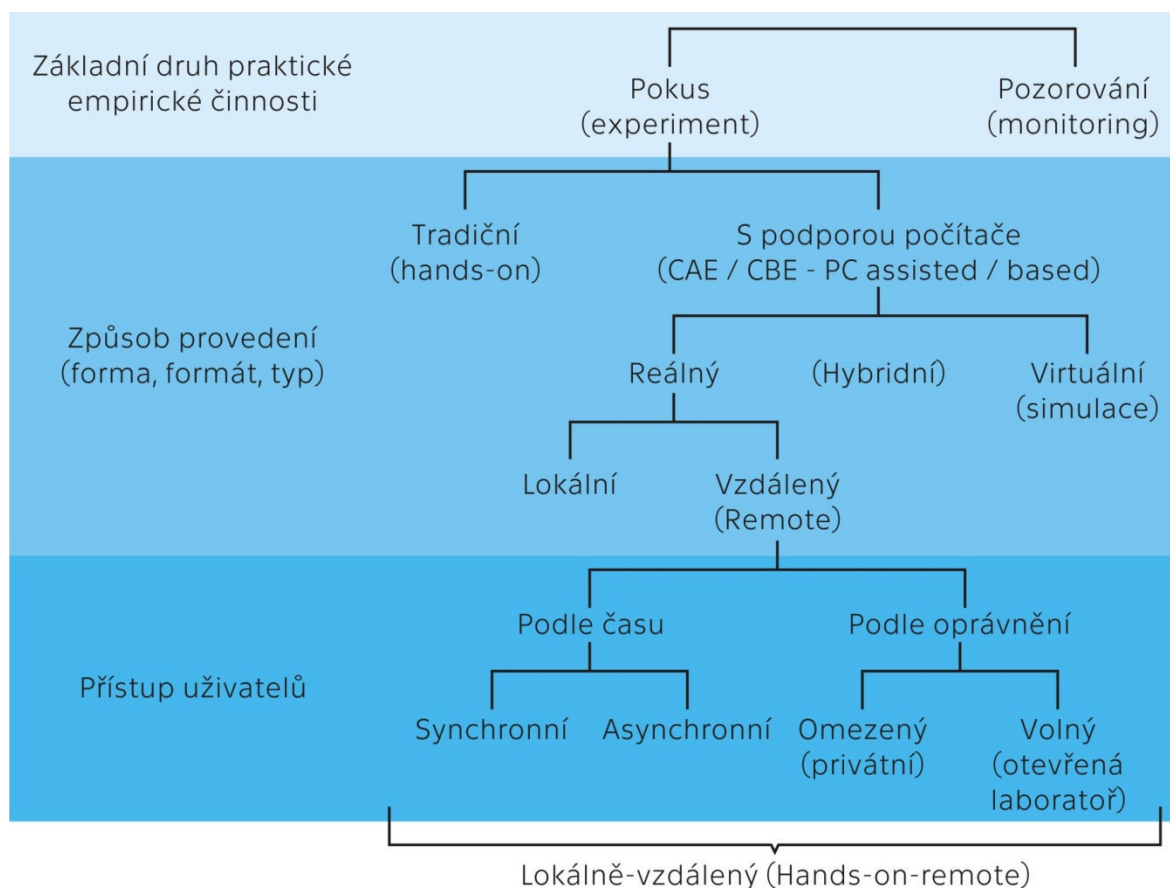 Základní druh praktické
empirické činnosti
Pokus
(experiment)
Pozorování
(monitoring)
Způsob provedení
(forma, formát, typ)
Tradiční
(hands-on)
S podporou počítače
(CAE / CBE - PC assisted / based)
Reálný
(Hybridní)
Virtuální
(simulace)
Lokální
Vzdálený
(Remote)
Přístup uživatelů
Podle času
Podle oprávnění
Synchronní
Asynchronní
Omezený
(privátní)
Volný
(otevřená
laboratoř)
Lokálně-vzdálený (Hands-on-remote)